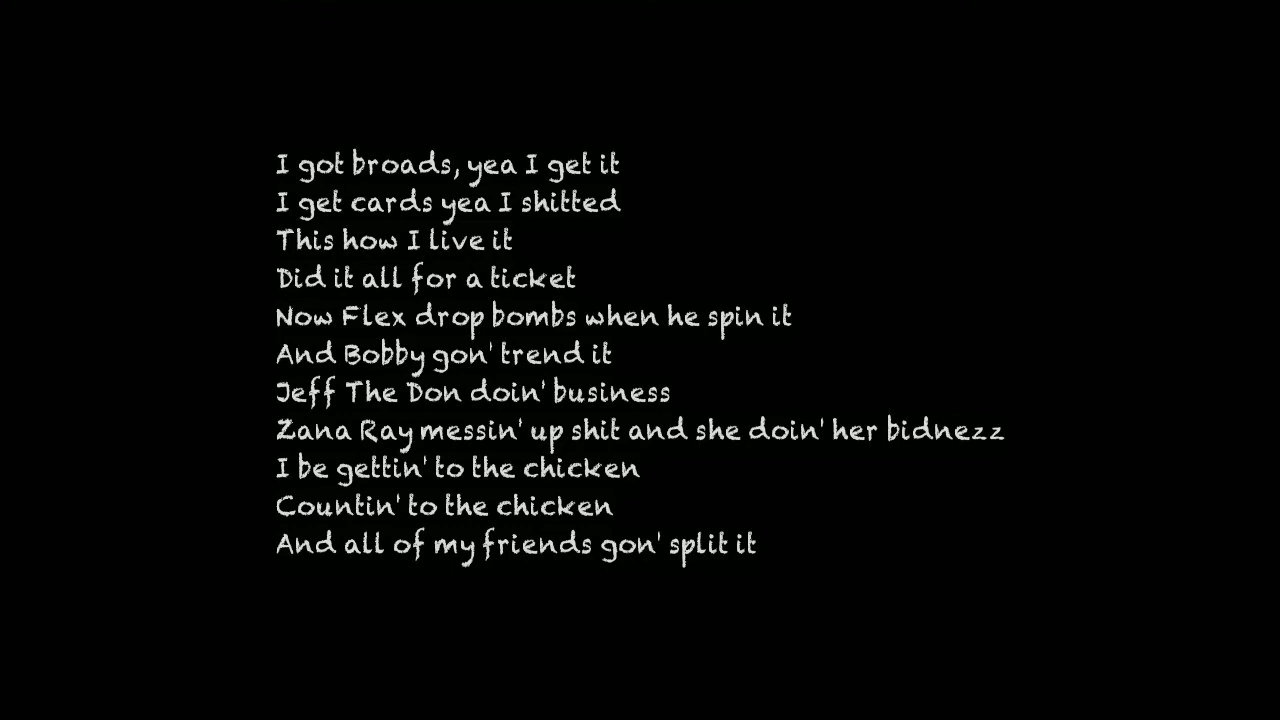 I got broads, yea I get it
I get cards yea I shitted
This how I live it
Did it all for a ticket
Now Flex drop bombs when he spin it
And Bobby gon' trend it
Jeff The Don doin' business
Zana Ray messin' up shit and she doin' her bidnezz
I be gettin' to the chicken
Countin' to the chicken
And all of my friends gon' split it